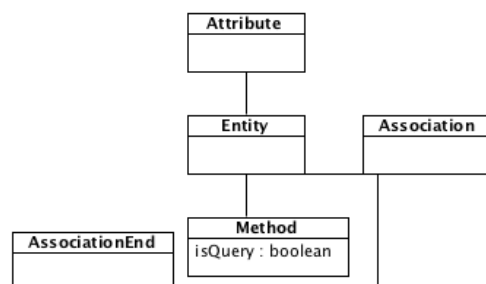 Attribute
Entity
Association
Method
isQuery : boolean
AssociationEnd